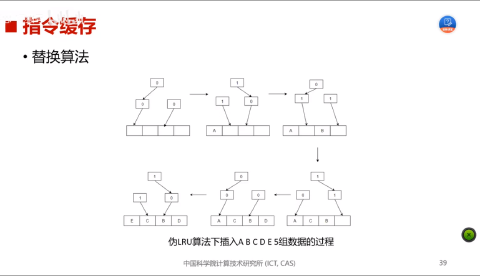 指令缓存
• 替换算法
0
0 0
1
1 0
A
0
1 1
A B
1
0 1
A C B
0
0 0
A C B D
1
1 0
E C B D
伪LRU算法下插入A B C D E 5组数据的过程
中国科学院计算技术研究所 (ICT, CAS)
39